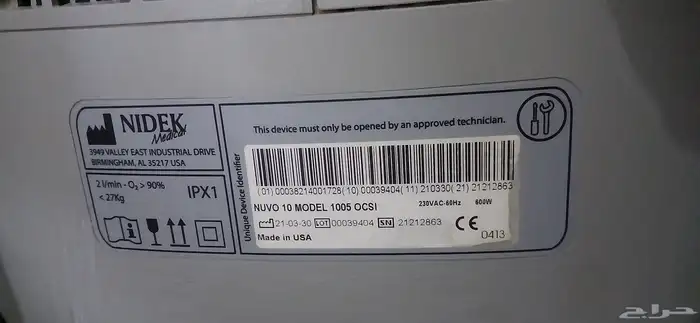 NIDEK
Medical
3949 VALLEY EAST INDUSTRIAL DRIVE
BIRMINGHAM, AL 35217 USA
2 l/min - O₂ > 90%
< 27Kg
IPX1
This device must only be opened by an approved technician.
Unique Device Identifier
(01) 00038214001728 (10) 00039404 (11) 210330 (21) 21212863
NUVO 10 MODEL 1005 OCSI 230VAC-60Hz 600W
21-03-30 LOT 00039404 SN 21212863
Made in USA
CE 0413
حراج